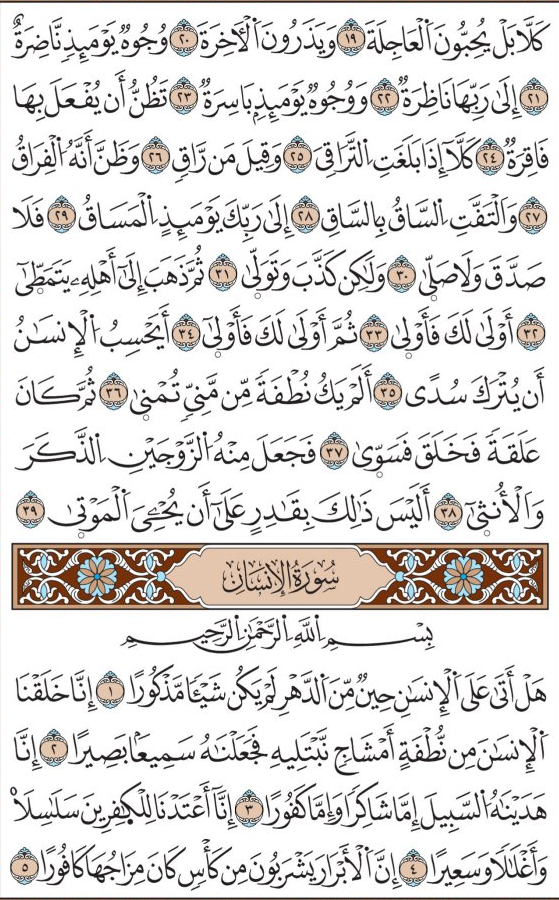 كَلَّا بَلْ يُحِبُّونَ ٱلْعَاجِلَةَ ١٩ وَيَذَرُونَ ٱلْأٓخِرَةَ ٢٠ وُجُوهٌ يَوْمَئِذٍ نَّاضِرَةٌ
٢١ إِلَىٰ رَبِّهَا نَاظِرَةٌ ٢٢ وَوُجُوهٌ يَوْمَئِذِۭ بَاسِرَةٌ ٢٣ تَظُنُّ أَن يُفْعَلَ بِهَا
فَاقِرَةٌ ٢٤ كَلَّآ إِذَا بَلَغَتِ ٱلتَّرَاقِيَ ٢٥ وَقِيلَ مَن رَّاقٍ ٢٦ وَظَنَّ أَنَّهُ ٱلْفِرَاقُ
٢٧ وَٱلْتَفَّتِ ٱلسَّاقُ بِالسَّاقِ ٢٨ إِلَىٰ رَبِّكَ يَوْمَئِذٍ ٱلْمَسَاقُ ٢٩ فَلَا
صَدَّقَ وَلَا صَلَّىٰ ٣٠ وَلَٰكِن كَذَّبَ وَتَوَلَّىٰ ٣١ ثُمَّ ذَهَبَ إِلَىٰٓ أَهْلِهِۦ يَتَمَطَّىٰٓ
٣٢ أَوْلَىٰ لَكَ فَأَوْلَىٰ ٣٣ ثُمَّ أَوْلَىٰ لَكَ فَأَوْلَىٰٓ ٣٤ أَيَحْسِبُ ٱلْإِنسَٰنُ
أَن يُتْرَكَ سُدًى ٣٥ أَلَمْ يَكُ نُطْفَةً مِّن مَّنِيٍّ تُمْنَىٰ ٣٦ ثُمَّ كَانَ
عَلَقَةً فَخَلَقَ فَسَوَّىٰ ٣٧ فَجَعَلَ مِنْهُ ٱلزَّوْجَيْنِ ٱلذَّكَرَ
وَٱلْأُنثَىٰٓ ٣٨ أَلَيْسَ ذَٰلِكَ بِقَٰدِرٍ عَلَىٰٓ أَن يُحْـِۧيَ ٱلْمَوْتَىٰ ٣٩
سُورَةُ الإِنسَانِ
بِسْمِ ٱللَّهِ ٱلرَّحْمَٰنِ ٱلرَّحِيمِ
هَلْ أَتَىٰ عَلَى ٱلْإِنسَٰنِ حِينٌ مِّنَ ٱلدَّهْرِ لَمْ يَكُن شَيْـًٔا مَّذْكُورًا ١ إِنَّا خَلَقْنَا
ٱلْإِنسَٰنَ مِن نُّطْفَةٍ أَمْشَاجٍ نَّبْتَلِيهِ فَجَعَلْنَٰهُ سَمِيعَۢا بَصِيرًا ٢ إِنَّا
هَدَيْنَٰهُ ٱلسَّبِيلَ إِمَّا شَاكِرًا وَإِمَّا كَفُورًا ٣ إِنَّآ أَعْتَدْنَا لِلْكَٰفِرِينَ سَلَٰسِلَا۟
وَأَغْلَٰلًا وَسَعِيرًا ٤ إِنَّ ٱلْأَبْرَارَ يَشْرَبُونَ مِن كَأْسٍ كَانَ مِزَاجُهَا كَافُورًا ٥